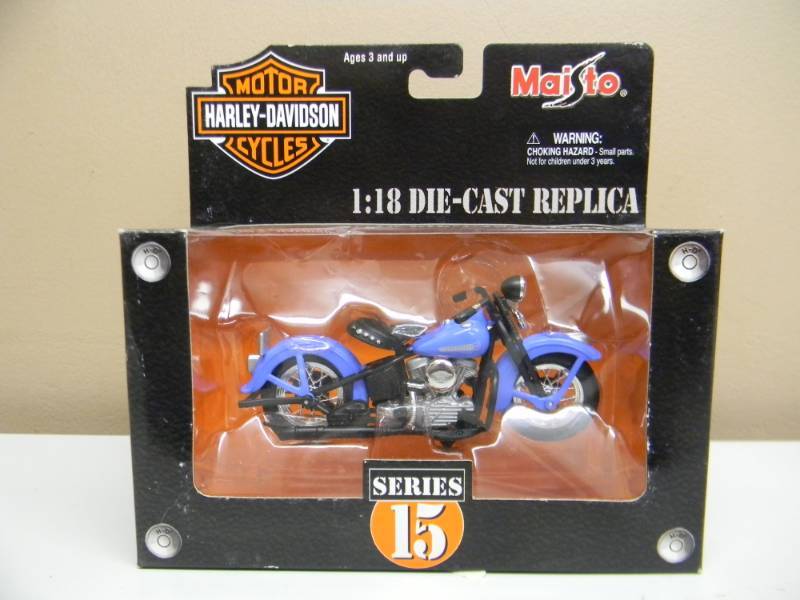 Ages 3 and up
MOTOR
HARLEY-DAVIDSON
CYCLES
Maisto®
⚠ WARNING:
CHOKING HAZARD - Small parts.
Not for children under 3 years.
1:18 DIE-CAST REPLICA
H-D
H-D
SERIES
15
H-D
H-D